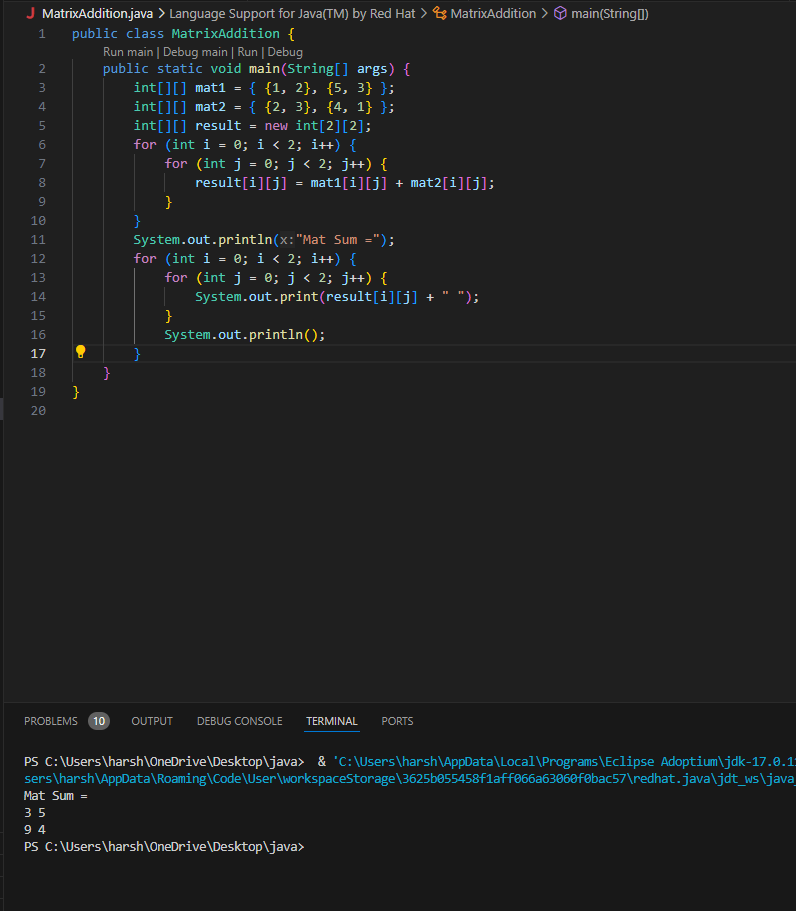 MatrixAddition.java > Language Support for Java(TM) by Red Hat > MatrixAddition > main(String[])
1 public class MatrixAddition {
Run main | Debug main | Run | Debug
2     public static void main(String[] args) {
3         int[][] mat1 = { {1, 2}, {5, 3} };
4         int[][] mat2 = { {2, 3}, {4, 1} };
5         int[][] result = new int[2][2];
6         for (int i = 0; i < 2; i++) {
7             for (int j = 0; j < 2; j++) {
8                 result[i][j] = mat1[i][j] + mat2[i][j];
9             }
10         }
11         System.out.println(x:"Mat Sum =");
12         for (int i = 0; i < 2; i++) {
13             for (int j = 0; j < 2; j++) {
14                 System.out.print(result[i][j] + " ");
15             }
16             System.out.println();
17         }
18     }
19 }
20
PROBLEMS 10 OUTPUT DEBUG CONSOLE TERMINAL PORTS
PS C:\Users\harsh\OneDrive\Desktop\java>  & 'C:\Users\harsh\AppData\Local\Programs\Eclipse Adoptium\jdk-17.0.1
sers\harsh\AppData\Roaming\Code\User\workspaceStorage\3625b055458f1aff066a63060f0bac57\redhat.java\jdt_ws\java_
Mat Sum =
3 5
9 4
PS C:\Users\harsh\OneDrive\Desktop\java>